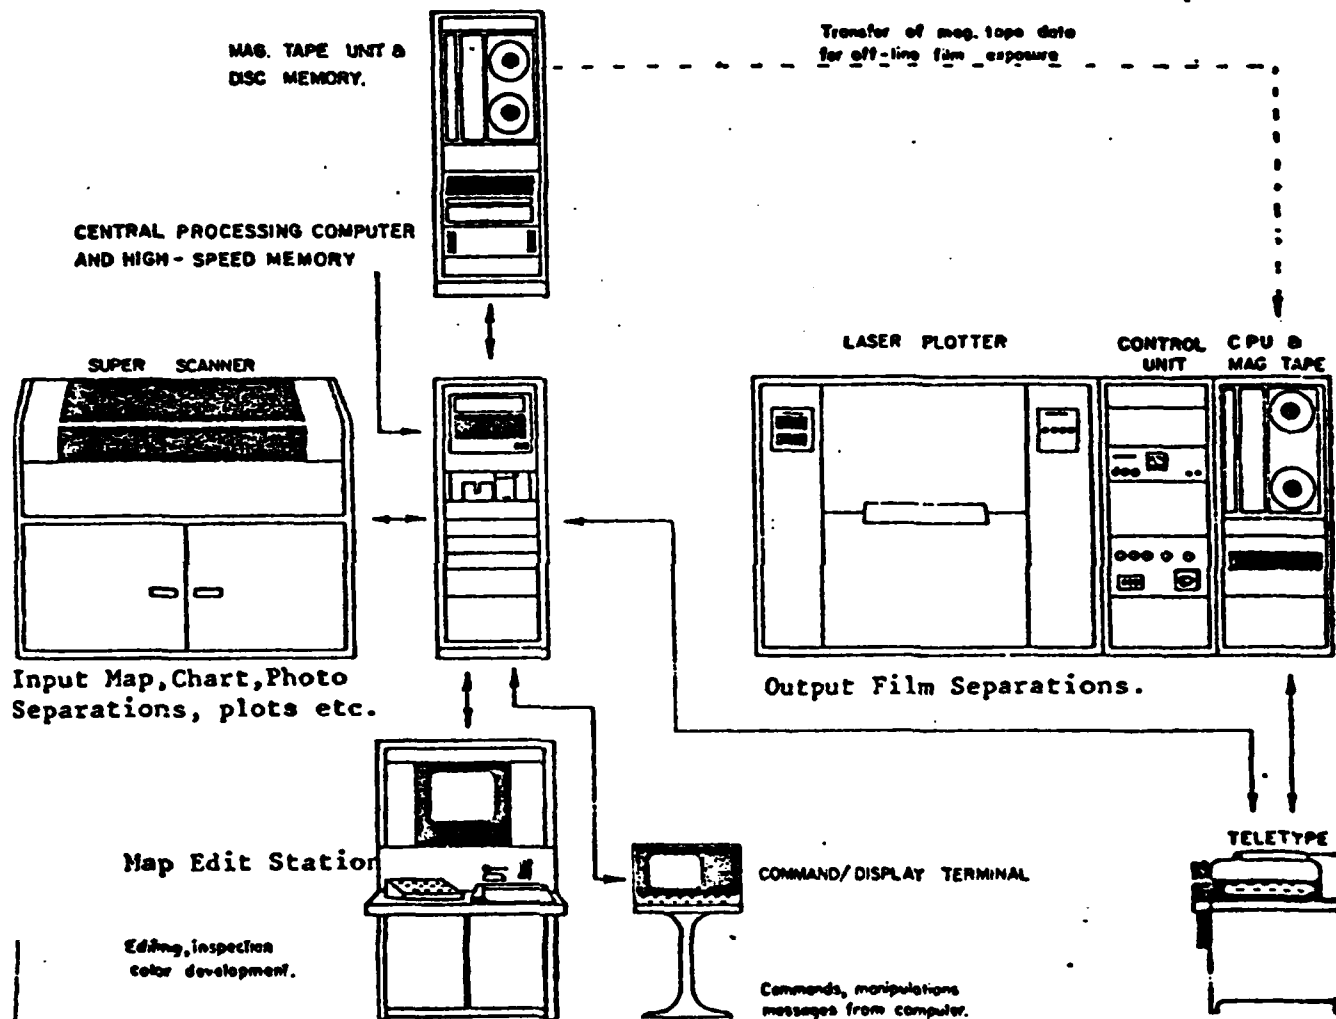 MAG. TAPE UNIT &
DISC MEMORY.
Transfer of mag. tape data
for off-line film exposure
CENTRAL PROCESSING COMPUTER
AND HIGH - SPEED MEMORY
SUPER SCANNER
LASER PLOTTER
CONTROL
UNIT
CPU &
MAG TAPE
Input Map,Chart,Photo
Separations, plots etc.
Output Film Separations.
Map Edit Station
Editing, inspection
color development.
COMMAND/DISPLAY TERMINAL
Commands, manipulations
messages from computer.
TELETYPE